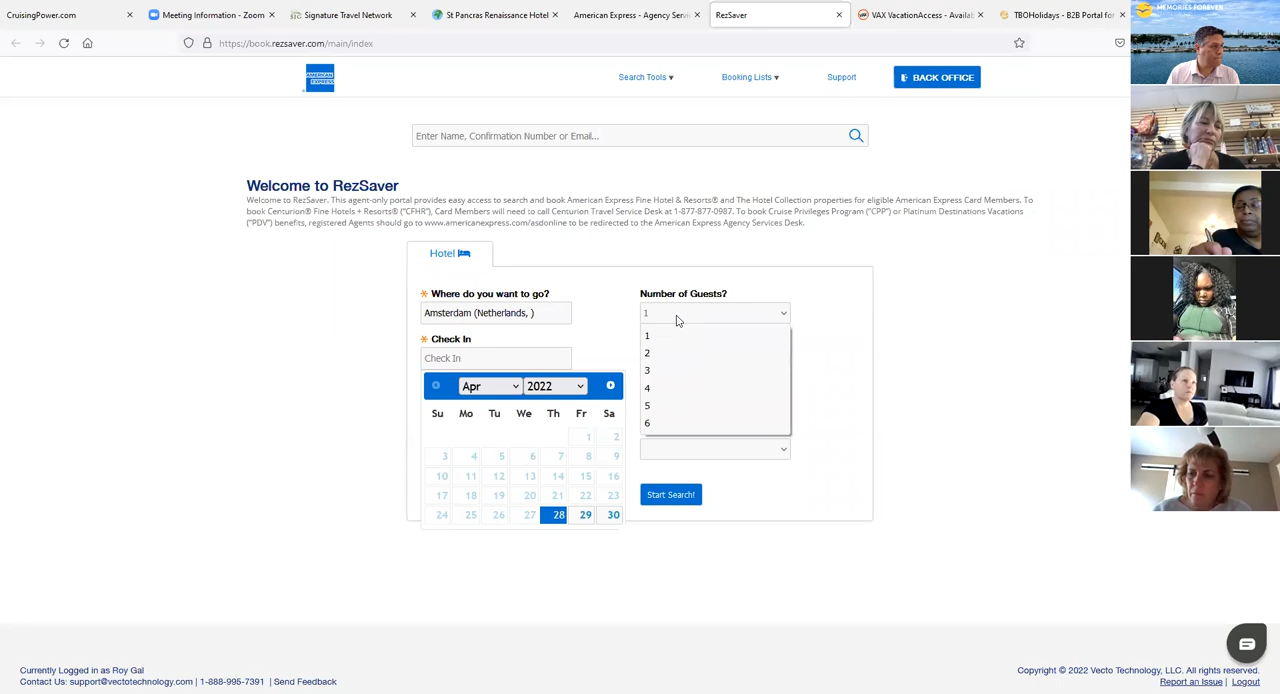 CruisingPower.com
Meeting Information - Zoom
Signature Travel Network
St Pancras Renaissance Hotel
American Express - Agency Servi
RezSaver
VAX VacationAccess - Availab
TBOHolidays - B2B Portal for
MEMORIES FOREVER
https://book.rezsaver.com/main/index
AMERICAN
EXPRESS
Search Tools
Booking Lists
Support
BACK OFFICE
Enter Name, Confirmation Number or Email...
Welcome to RezSaver
Welcome to RezSaver. This agent-only portal provides easy access to search and book American Express Fine Hotel & Resorts® and The Hotel Collection properties for eligible American Express Card Members. To
book Centurion® Fine Hotels + Resorts® ("CFHR"), Card Members will need to call Centurion Travel Service Desk at 1-877-877-0987. To book Cruise Privileges Program ("CPP") or Platinum Destinations Vacations
("PDV") benefits, registered Agents should go to www.americanexpress.com/asdonline to be redirected to the American Express Agency Services Desk.
Hotel
* Where do you want to go?
Amsterdam (Netherlands, )
* Check In
Check In
Apr 2022
Su Mo Tu We Th Fr Sa
1 2
3 4 5 6 7 8 9
10 11 12 13 14 15 16
17 18 19 20 21 22 23
24 25 26 27 28 29 30
Number of Guests?
1
1
2
3
4
5
6
Start Search!
Currently Logged in as Roy Gal
Contact Us: support@vectotechnology.com | 1-888-995-7391 | Send Feedback
Copyright © 2022 Vecto Technology, LLC. All rights reserved.
Report an Issue | Logout